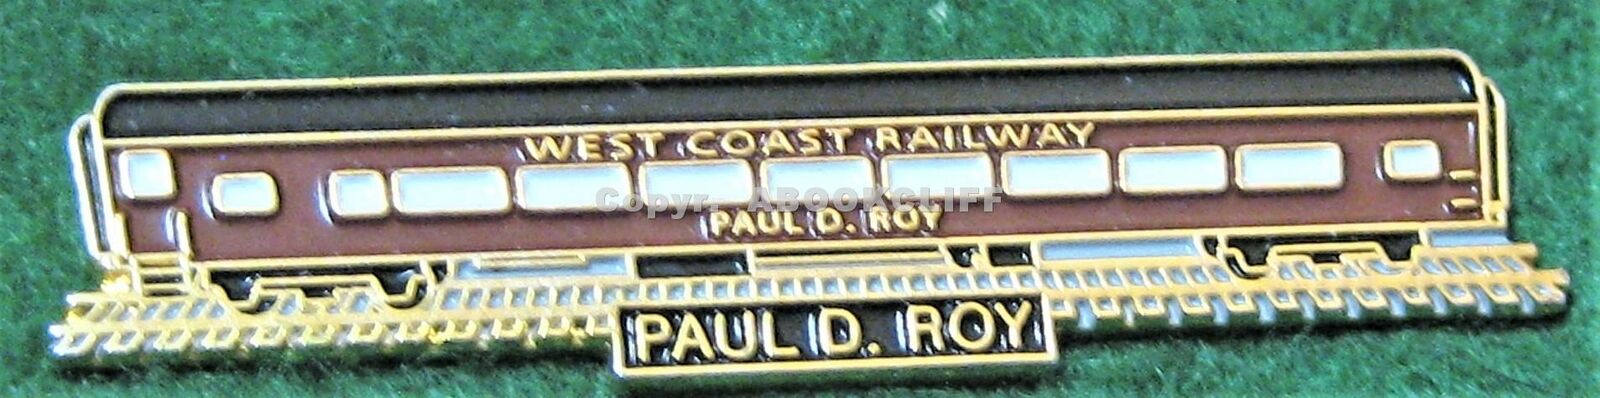 WEST COAST RAILWAY
Copyr. ABOOKCLIFF
PAUL D. ROY
PAUL D. ROY